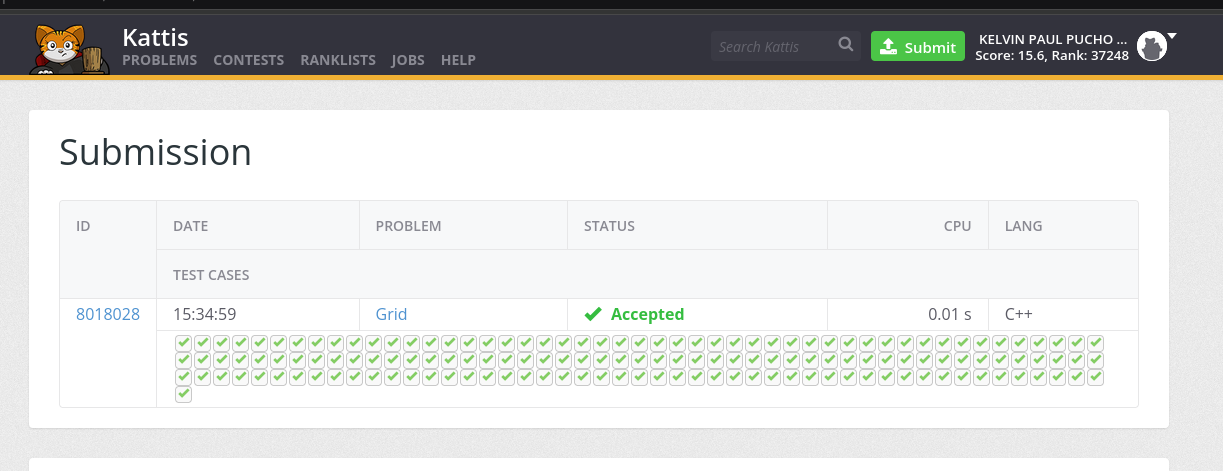 Kattis
PROBLEMS CONTESTS RANKLISTS JOBS HELP
Search Kattis
Submit
KELVIN PAUL PUCHO ...
Score: 15.6, Rank: 37248
Submission
ID DATE PROBLEM STATUS CPU LANG
TEST CASES
8018028 15:34:59 Grid Accepted 0.01 s C++